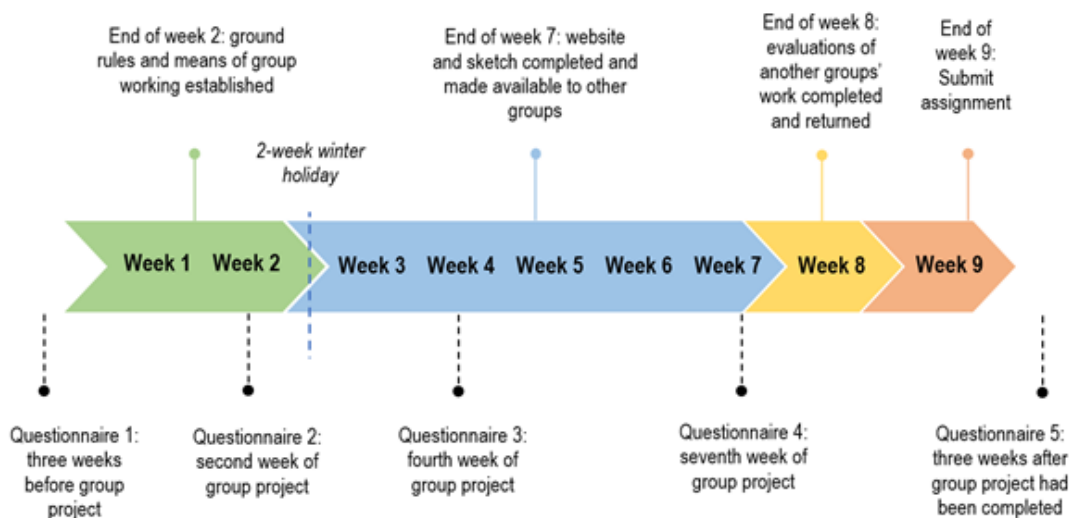 End of week 2: ground
rules and means of group
working established
End of week 7: website
and sketch completed and
made available to other
groups
End of week 8:
evaluations of
another groups'
work completed
and returned
End of
week 9:
Submit
assignment
2-week winter
holiday
Week 1
Week 2
Week 3
Week 4
Week 5
Week 6
Week 7
Week 8
Week 9
Questionnaire 1:
three weeks
before group
project
Questionnaire 2:
second week of
group project
Questionnaire 3:
fourth week of
group project
Questionnaire 4:
seventh week of
group project
Questionnaire 5:
three weeks after
group project had
been completed